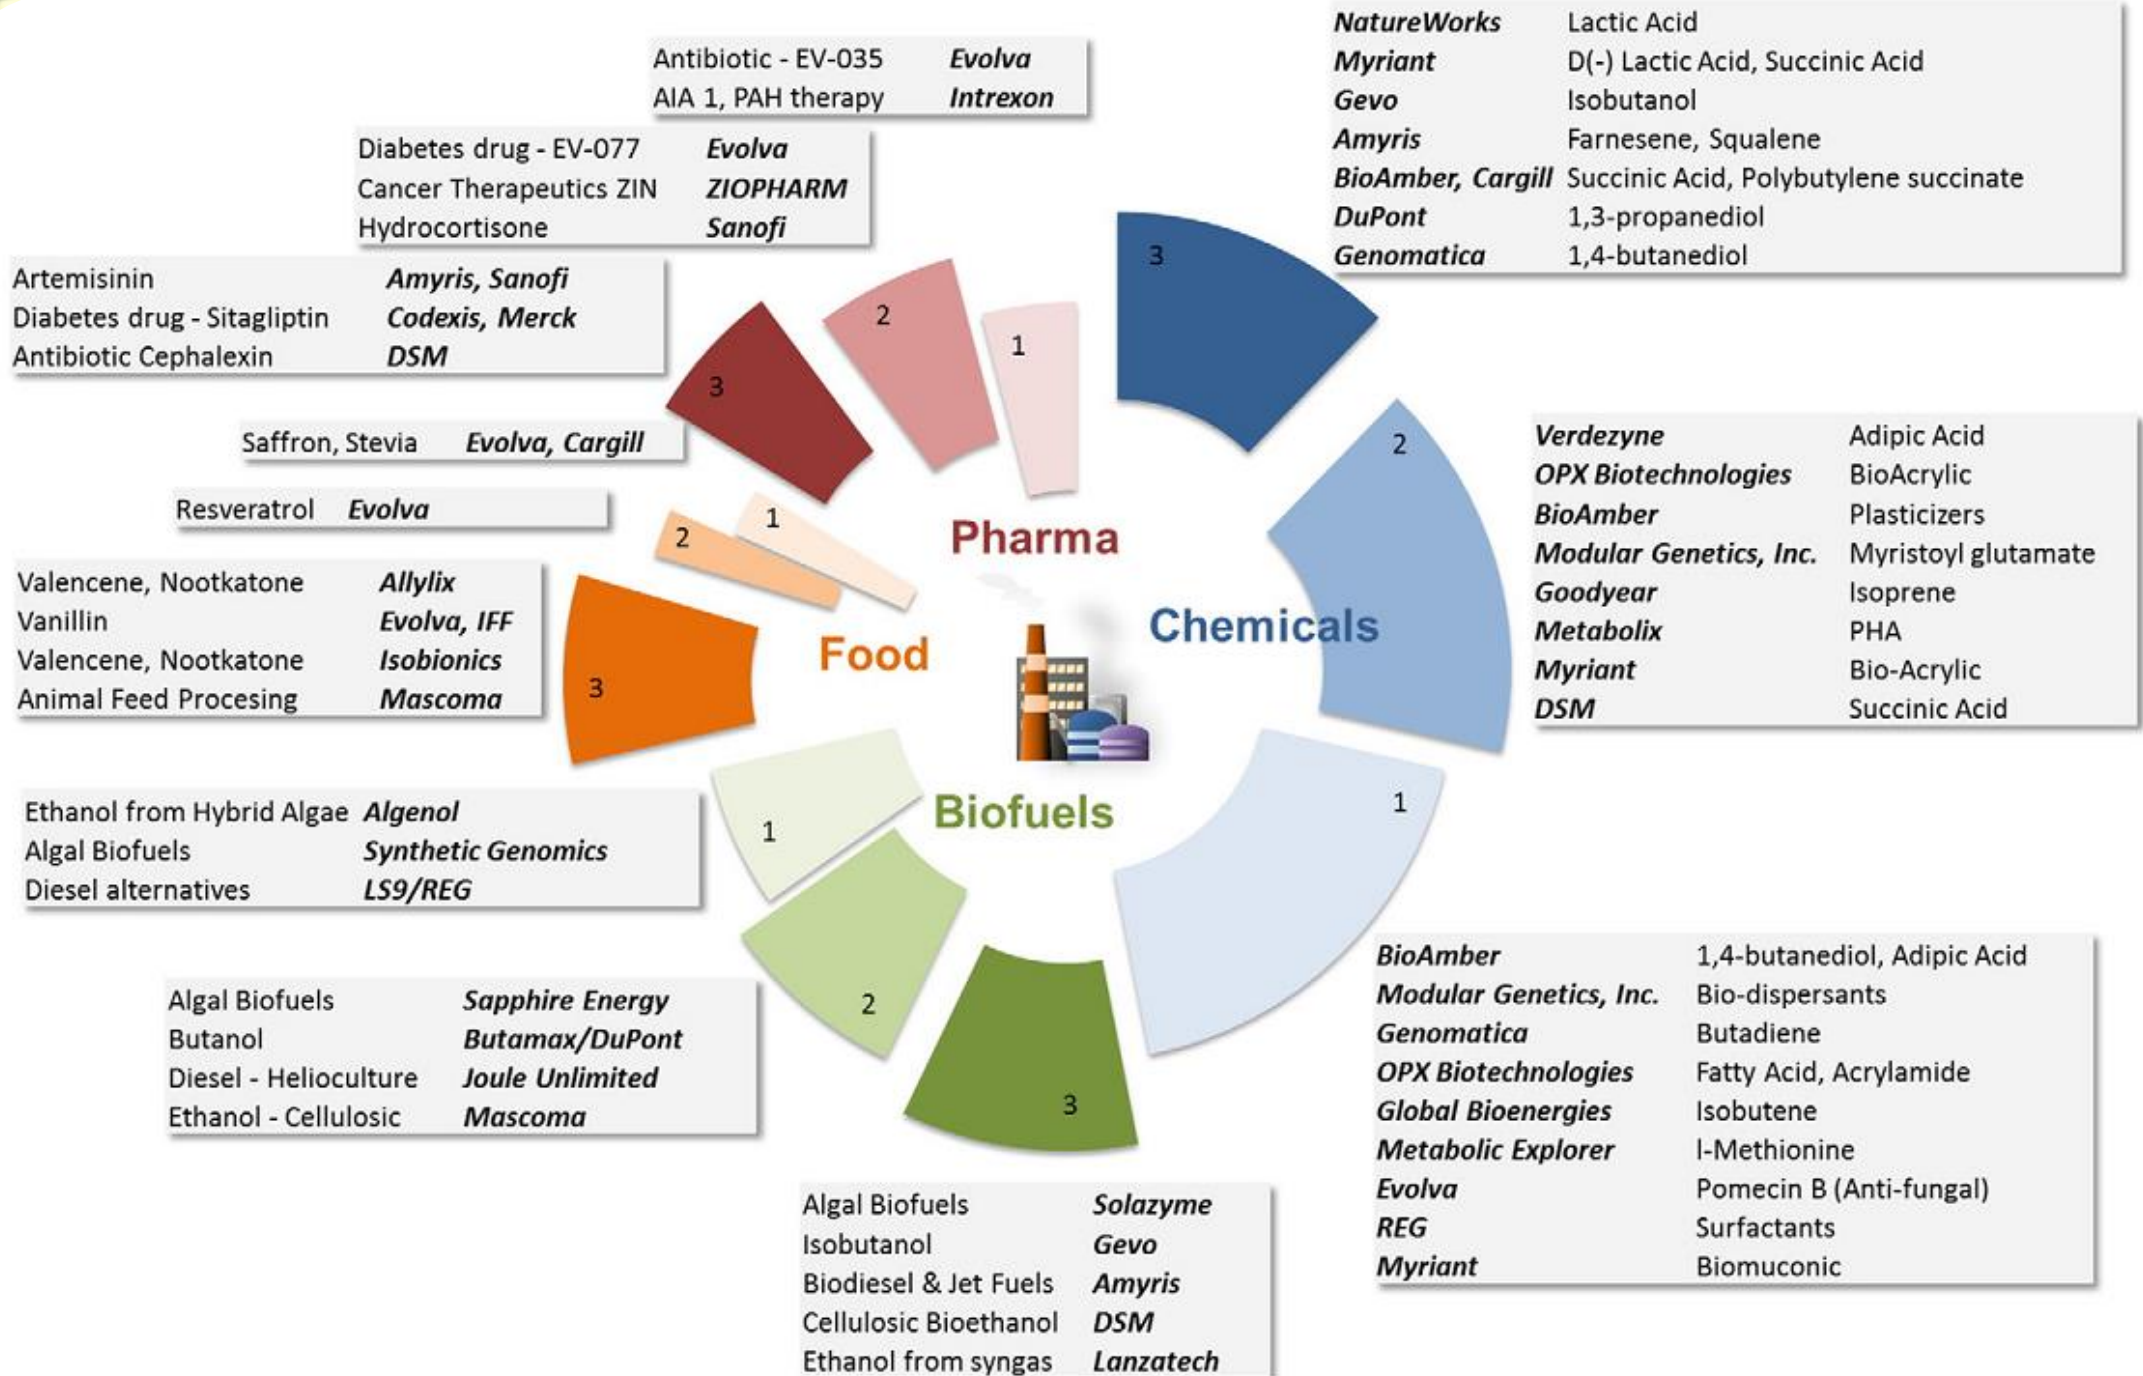 Antibiotic - EV-035 Evolva
AIA 1, PAH therapy Intrexon
Diabetes drug - EV-077 Evolva
Cancer Therapeutics ZIN ZIOPHARM
Hydrocortisone Sanofi
Artemisinin Amyris, Sanofi
Diabetes drug - Sitagliptin Codexis, Merck
Antibiotic Cephalexin DSM
Saffron, Stevia Evolva, Cargill
Resveratrol Evolva
Valencene, Nootkatone Allylix
Vanillin Evolva, IFF
Valencene, Nootkatone Isobionics
Animal Feed Procesing Mascoma
Ethanol from Hybrid Algae Algenol
Algal Biofuels Synthetic Genomics
Diesel alternatives LS9/REG
Algal Biofuels Sapphire Energy
Butanol Butamax/DuPont
Diesel - Helioculture Joule Unlimited
Ethanol - Cellulosic Mascoma
Algal Biofuels Solazyme
Isobutanol Gevo
Biodiesel & Jet Fuels Amyris
Cellulosic Bioethanol DSM
Ethanol from syngas Lanzatech
3
2
1
Pharma
1
2
3
Food
1
2
3
Biofuels
3
2
1
Chemicals
NatureWorks Lactic Acid
Myriant D(-) Lactic Acid, Succinic Acid
Gevo Isobutanol
Amyris Farnesene, Squalene
BioAmber, Cargill Succinic Acid, Polybutylene succinate
DuPont 1,3-propanediol
Genomatica 1,4-butanediol
Verdezyne Adipic Acid
OPX Biotechnologies BioAcrylic
BioAmber Plasticizers
Modular Genetics, Inc. Myristoyl glutamate
Goodyear Isoprene
Metabolix PHA
Myriant Bio-Acrylic
DSM Succinic Acid
BioAmber 1,4-butanediol, Adipic Acid
Modular Genetics, Inc. Bio-dispersants
Genomatica Butadiene
OPX Biotechnologies Fatty Acid, Acrylamide
Global Bioenergies Isobutene
Metabolic Explorer l-Methionine
Evolva Pomecin B (Anti-fungal)
REG Surfactants
Myriant Biomuconic